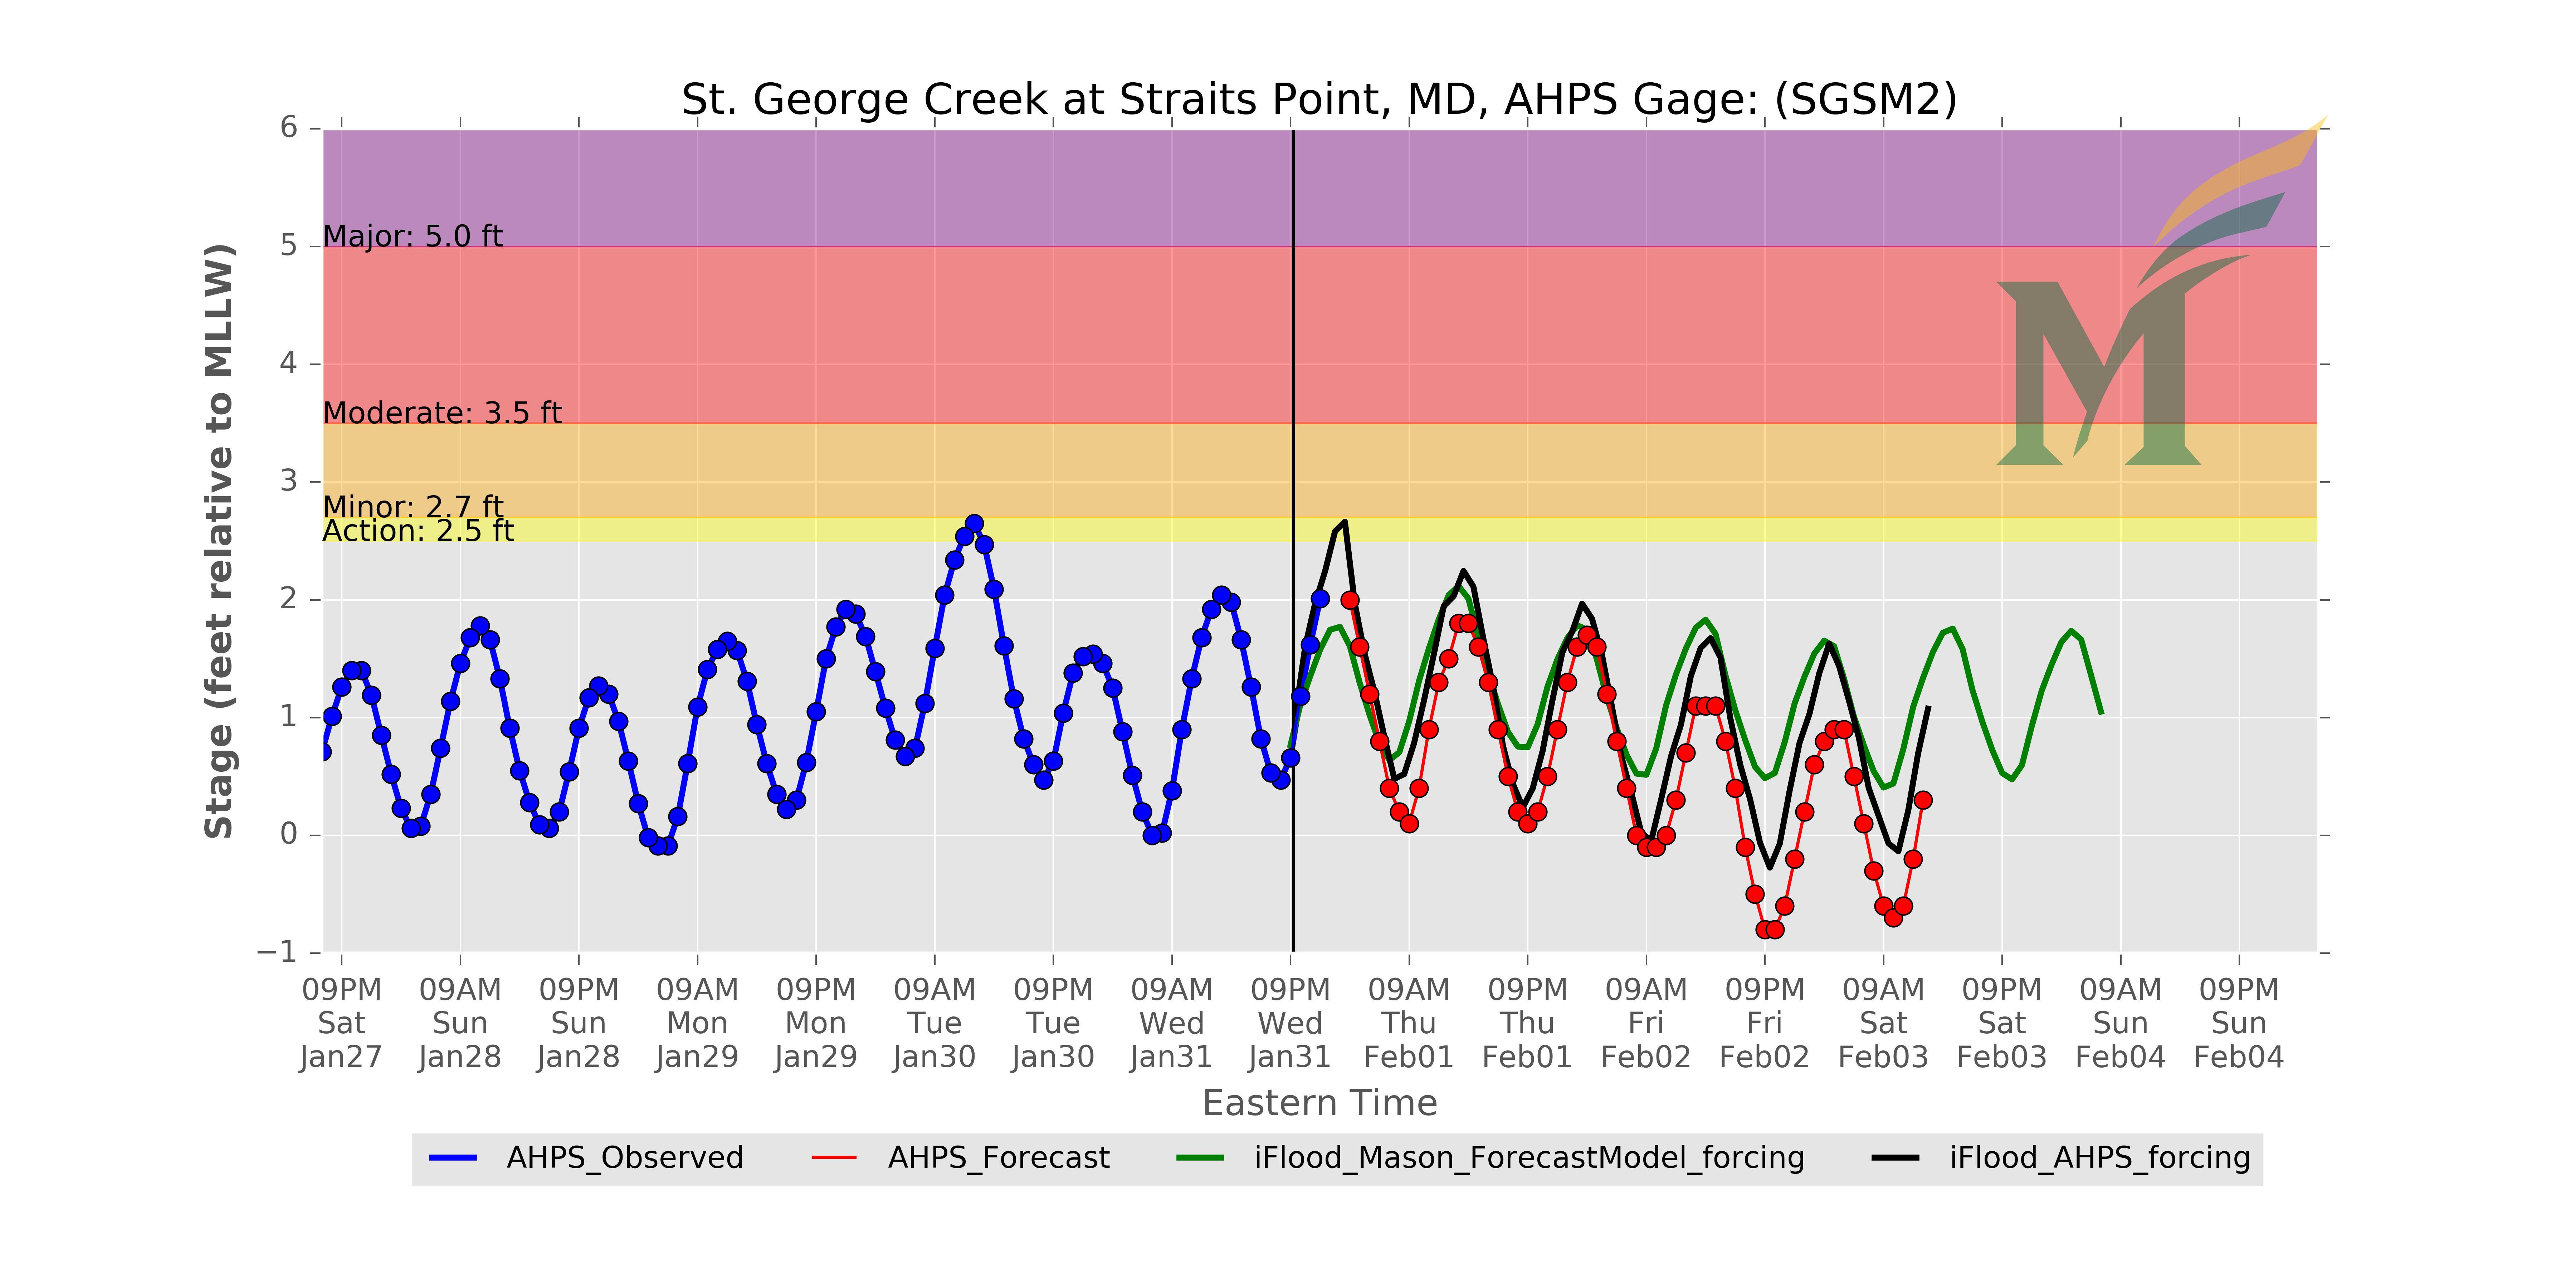 St. George Creek at Straits Point, MD, AHPS Gage: (SGSM2)
Stage (feet relative to MLLW)
6
5
4
3
2
1
0
−1
Major: 5.0 ft
Moderate: 3.5 ft
Minor: 2.7 ft
Action: 2.5 ft
M
09PM 09AM 09PM 09AM 09PM 09AM 09PM 09AM 09PM 09AM 09PM 09AM 09PM 09AM 09PM 09AM 09PM
Sat Sun Sun Mon Mon Tue Tue Wed Wed Thu Thu Fri Fri Sat Sat Sun Sun
Jan27 Jan28 Jan28 Jan29 Jan29 Jan30 Jan30 Jan31 Jan31 Feb01 Feb01 Feb02 Feb02 Feb03 Feb03 Feb04 Feb04
Eastern Time
AHPS_Observed AHPS_Forecast iFlood_Mason_ForecastModel_forcing iFlood_AHPS_forcing